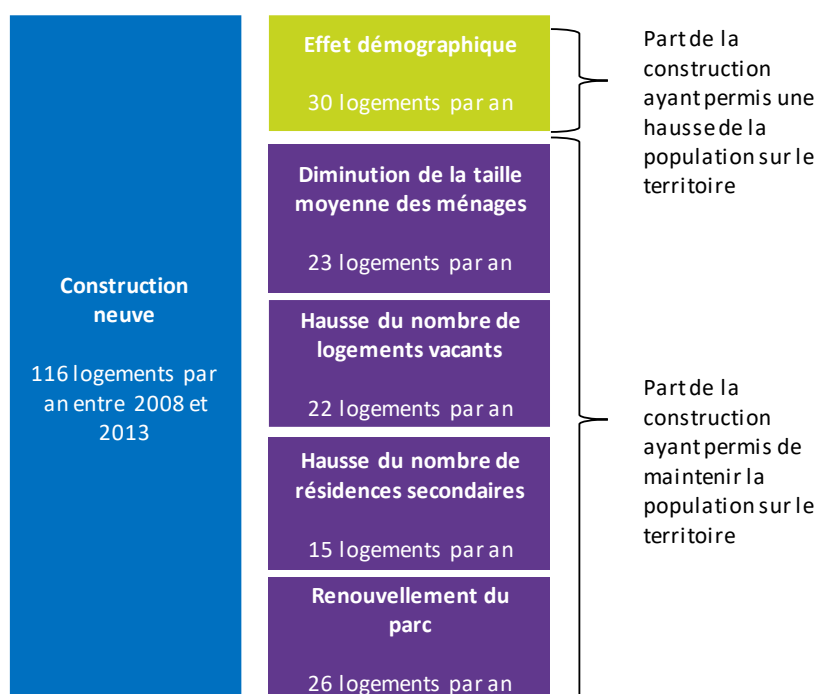 Construction
neuve
116 logements par
an entre 2008 et
2013
Effet démographique
30 logements par an
Diminution de la taille
moyenne des ménages
23 logements par an
Hausse du nombre de
logements vacants
22 logements par an
Hausse du nombre de
résidences secondaires
15 logements par an
Renouvellement du
parc
26 logements par an
Part de la
construction
ayant permis une
hausse de la
population sur le
territoire
Part de la
construction
ayant permis de
maintenir la
population sur le
territoire